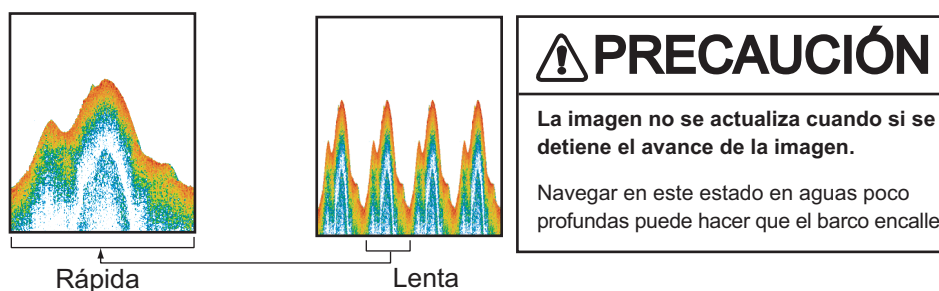 PRECAUCIÓN
La imagen no se actualiza cuando si se
detiene el avance de la imagen.
Navegar en este estado en aguas poco
profundas puede hacer que el barco encalle
Rápida
Lenta